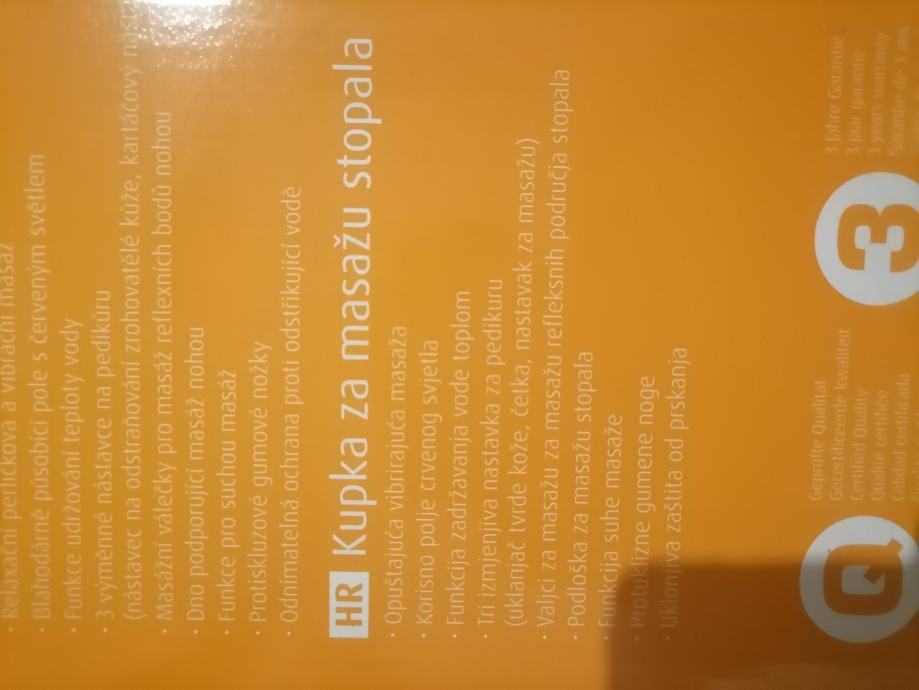 Relaxační perličková a vibrační masáž
· Blahodárně působící pole s červeným světlem
· Funkce udržování teploty vody
· 3 výměnné nástavce na pedikůru
(nástavec na odstraňování zrohovatělé kůže, kartáčový
· Masážní válečky pro masáž reflexních bodů nohou
· Dno podporující masáž nohou
· Funkce pro suchou masáž
· Protiskluzové gumové nožky
· Odnímatelná ochrana proti odstřikující vodě
HR Kupka za masažu stopala
· Opuštajuća vibrirajuća masaža
· Korisno polje crvenog svjetla
· Funkcija zadržavanja vode toplom
· Tri izmjenjiva nastavka za pedikuru
(uklanjač tvrde kože, četka, nastavak za masažu)
· Valjci za masažu za masažu refleksnih područja stopala
· Podloška za masažu stopala
· Funkcija suhe masaže
· Protuklizne gumene noge
· Uklonjiva zaštita od prskanja
Q
Geprüfte Qualität
Gecertificeerde kwaliteit
Certified Quality
Qualité certifiée
Calidad certificada
3
3 Jahre Garantie
3 jaar garantie
3 years warranty
Garantie de 3 ans